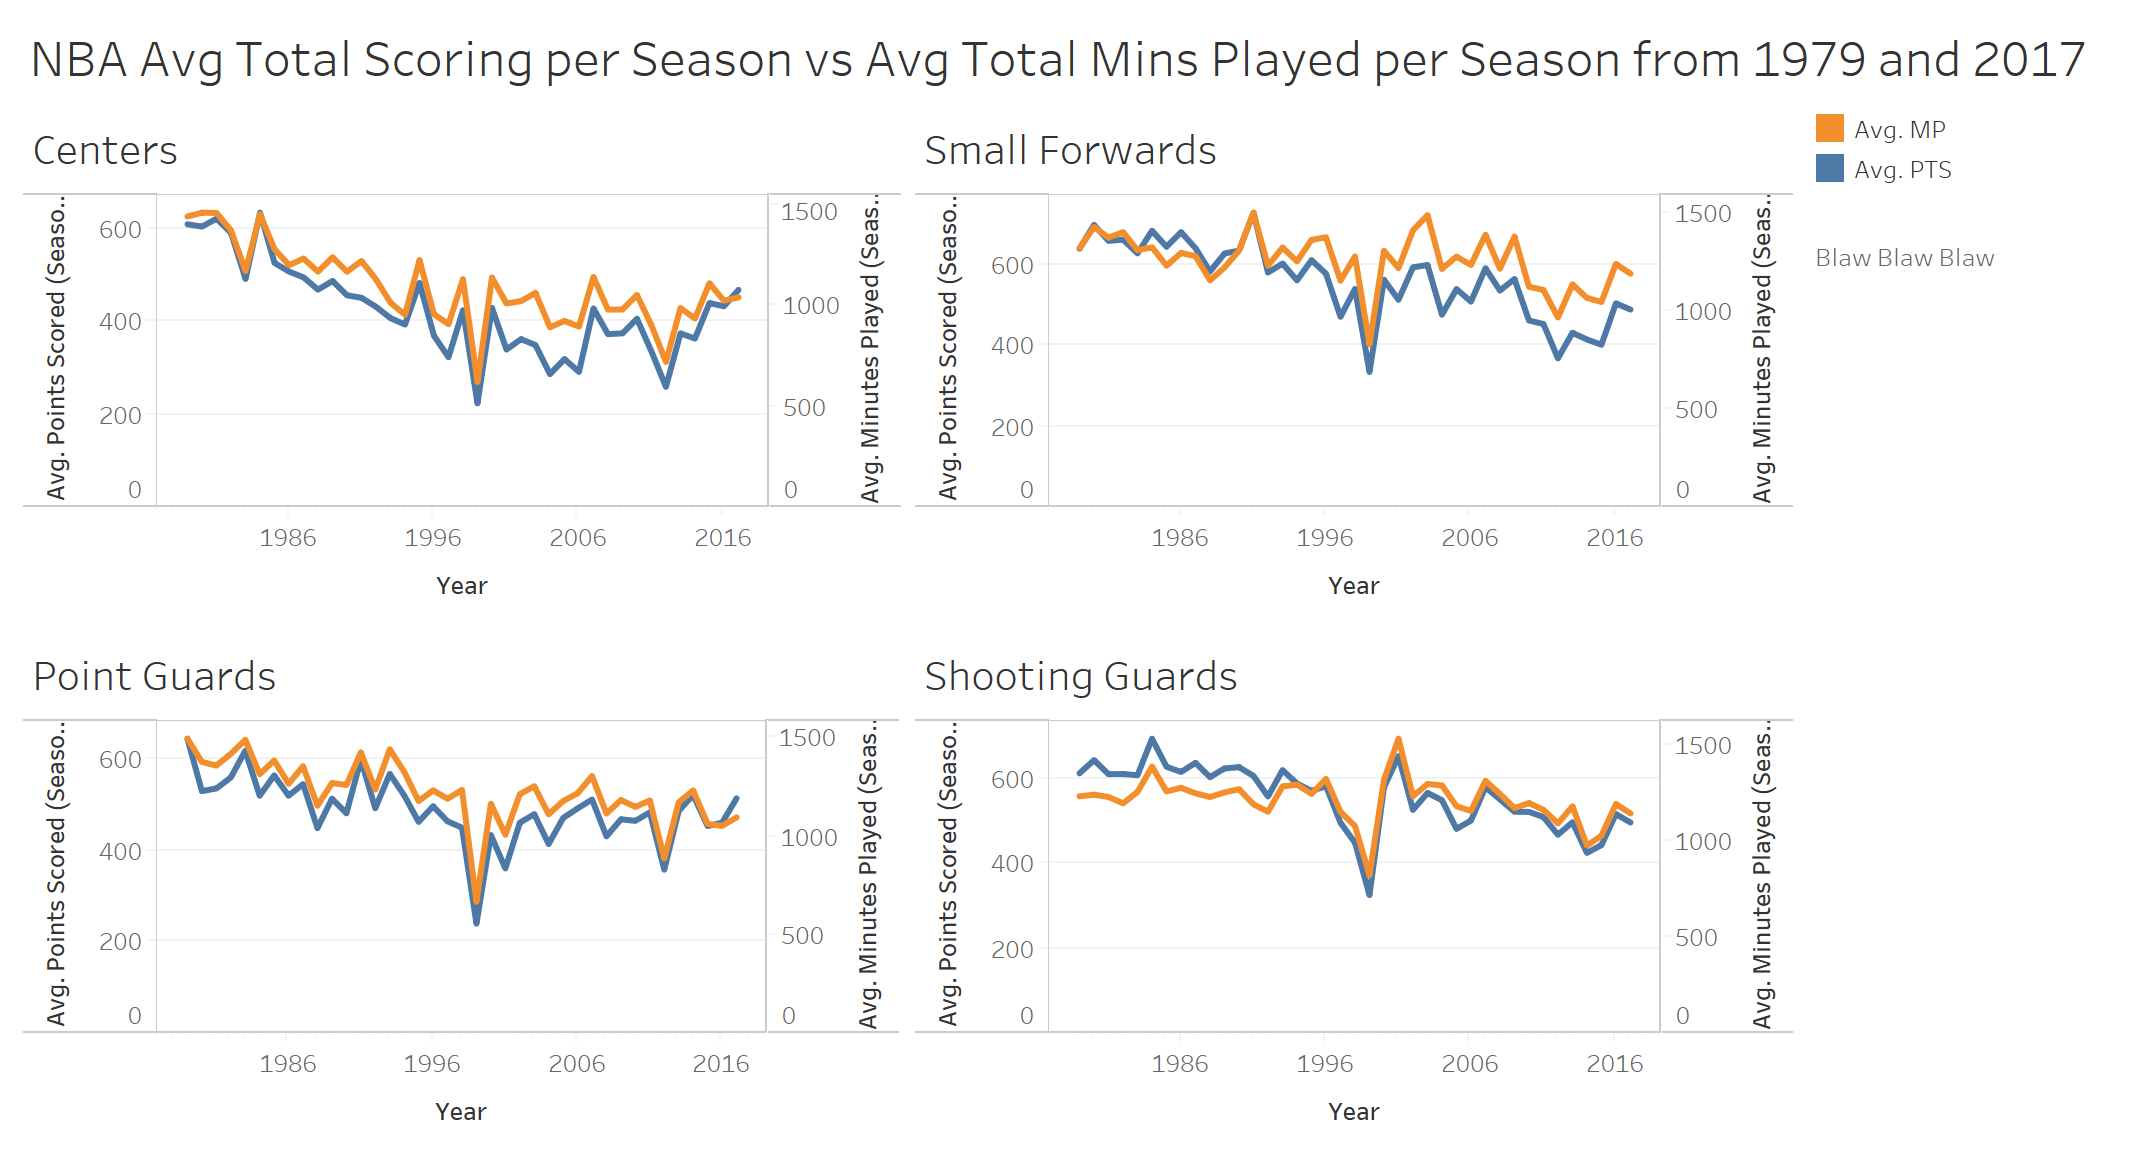 NBA Avg Total Scoring per Season vs Avg Total Mins Played per Season from 1979 and 2017
Avg. MP
Avg. PTS
Blaw Blaw Blaw
Centers
Avg. Points Scored (Seaso..
600
400
200
0
1500
1000
500
0
Avg. Minutes Played (Seas..
1986
1996
2006
2016
Year
Small Forwards
Avg. Points Scored (Seaso..
600
400
200
0
1500
1000
500
0
Avg. Minutes Played (Seas..
1986
1996
2006
2016
Year
Point Guards
Avg. Points Scored (Seaso..
600
400
200
0
1500
1000
500
0
Avg. Minutes Played (Seas..
1986
1996
2006
2016
Year
Shooting Guards
Avg. Points Scored (Seaso..
600
400
200
0
1500
1000
500
0
Avg. Minutes Played (Seas..
1986
1996
2006
2016
Year